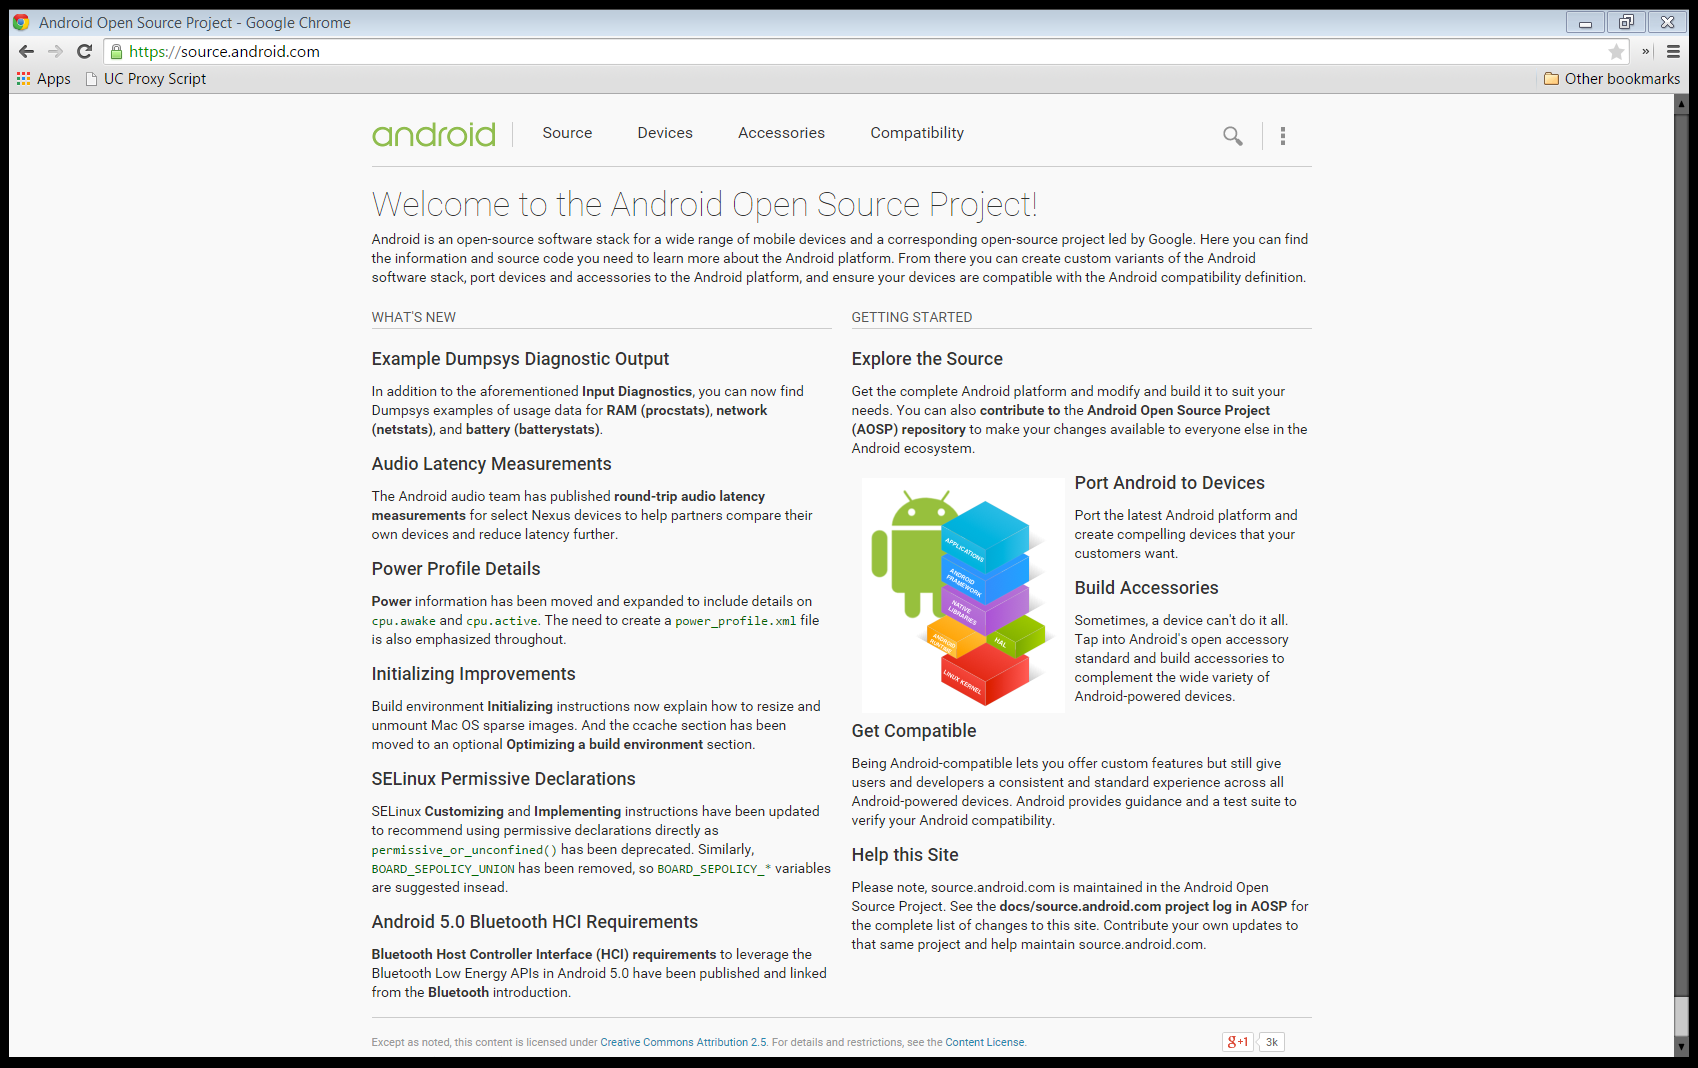 Android Open Source Project - Google Chrome
https://source.android.com
»
Apps UC Proxy Script Other bookmarks
android Source Devices Accessories Compatibility
Welcome to the Android Open Source Project!
Android is an open-source software stack for a wide range of mobile devices and a corresponding open-source project led by Google. Here you can find
the information and source code you need to learn more about the Android platform. From there you can create custom variants of the Android
software stack, port devices and accessories to the Android platform, and ensure your devices are compatible with the Android compatibility definition.
WHAT'S NEW
Example Dumpsys Diagnostic Output
In addition to the aforementioned Input Diagnostics, you can now find
Dumpsys examples of usage data for RAM (procstats), network
(netstats), and battery (batterystats).
Audio Latency Measurements
The Android audio team has published round-trip audio latency
measurements for select Nexus devices to help partners compare their
own devices and reduce latency further.
Power Profile Details
Power information has been moved and expanded to include details on
cpu.awake and cpu.active. The need to create a power_profile.xml file
is also emphasized throughout.
Initializing Improvements
Build environment Initializing instructions now explain how to resize and
unmount Mac OS sparse images. And the ccache section has been
moved to an optional Optimizing a build environment section.
SELinux Permissive Declarations
SELinux Customizing and Implementing instructions have been updated
to recommend using permissive declarations directly as
permissive_or_unconfined() has been deprecated. Similarly,
BOARD_SEPOLICY_UNION has been removed, so BOARD_SEPOLICY_* variables
are suggested insead.
Android 5.0 Bluetooth HCI Requirements
Bluetooth Host Controller Interface (HCI) requirements to leverage the
Bluetooth Low Energy APIs in Android 5.0 have been published and linked
from the Bluetooth introduction.
GETTING STARTED
Explore the Source
Get the complete Android platform and modify and build it to suit your
needs. You can also contribute to the Android Open Source Project
(AOSP) repository to make your changes available to everyone else in the
Android ecosystem.
APPLICATIONS
ANDROID
FRAMEWORK
NATIVE
LIBRARIES
ANDROID
RUNTIME
HAL
LINUX KERNEL
Port Android to Devices
Port the latest Android platform and
create compelling devices that your
customers want.
Build Accessories
Sometimes, a device can't do it all.
Tap into Android's open accessory
standard and build accessories to
complement the wide variety of
Android-powered devices.
Get Compatible
Being Android-compatible lets you offer custom features but still give
users and developers a consistent and standard experience across all
Android-powered devices. Android provides guidance and a test suite to
verify your Android compatibility.
Help this Site
Please note, source.android.com is maintained in the Android Open
Source Project. See the docs/source.android.com project log in AOSP for
the complete list of changes to this site. Contribute your own updates to
that same project and help maintain source.android.com.
Except as noted, this content is licensed under Creative Commons Attribution 2.5. For details and restrictions, see the Content License.
g+1 3k